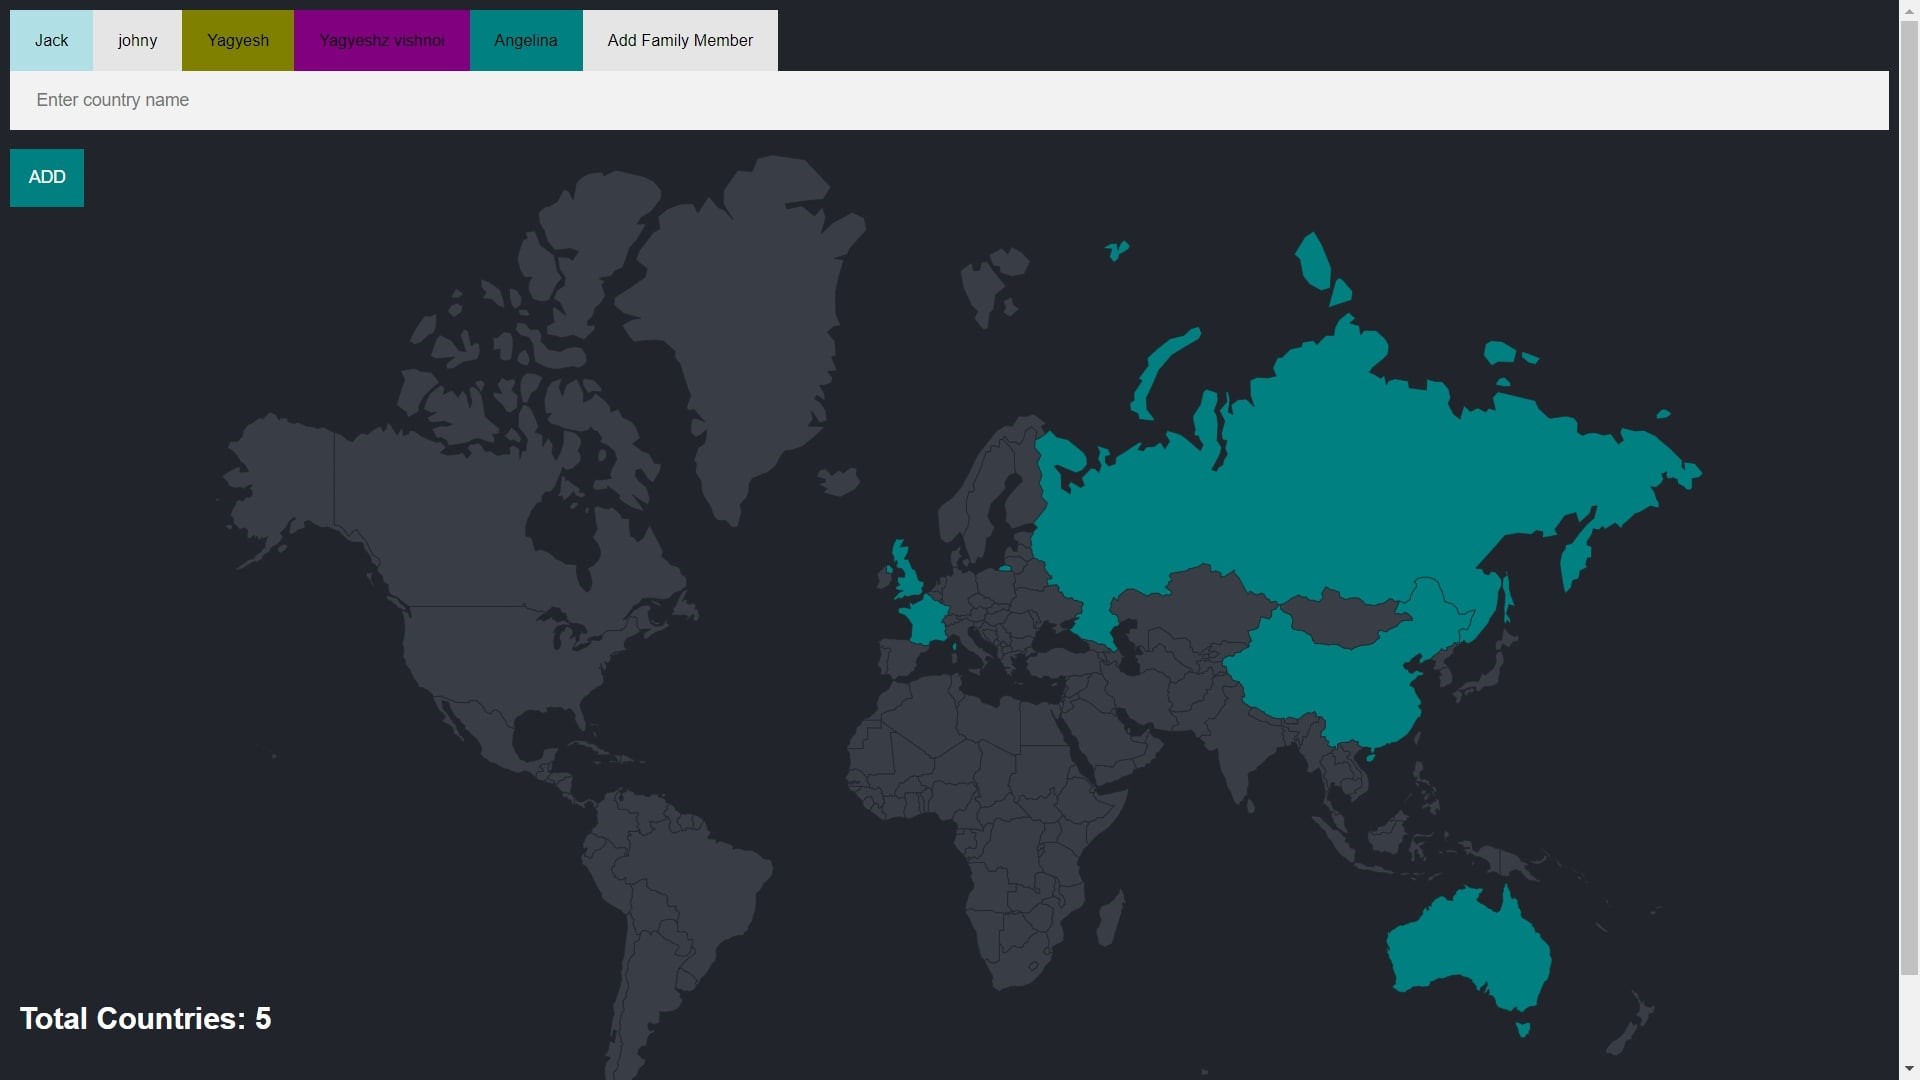 Jack johny Yagyesh Yagyeshz vishnoi Angelina Add Family Member
Enter country name
ADD
Total Countries: 5